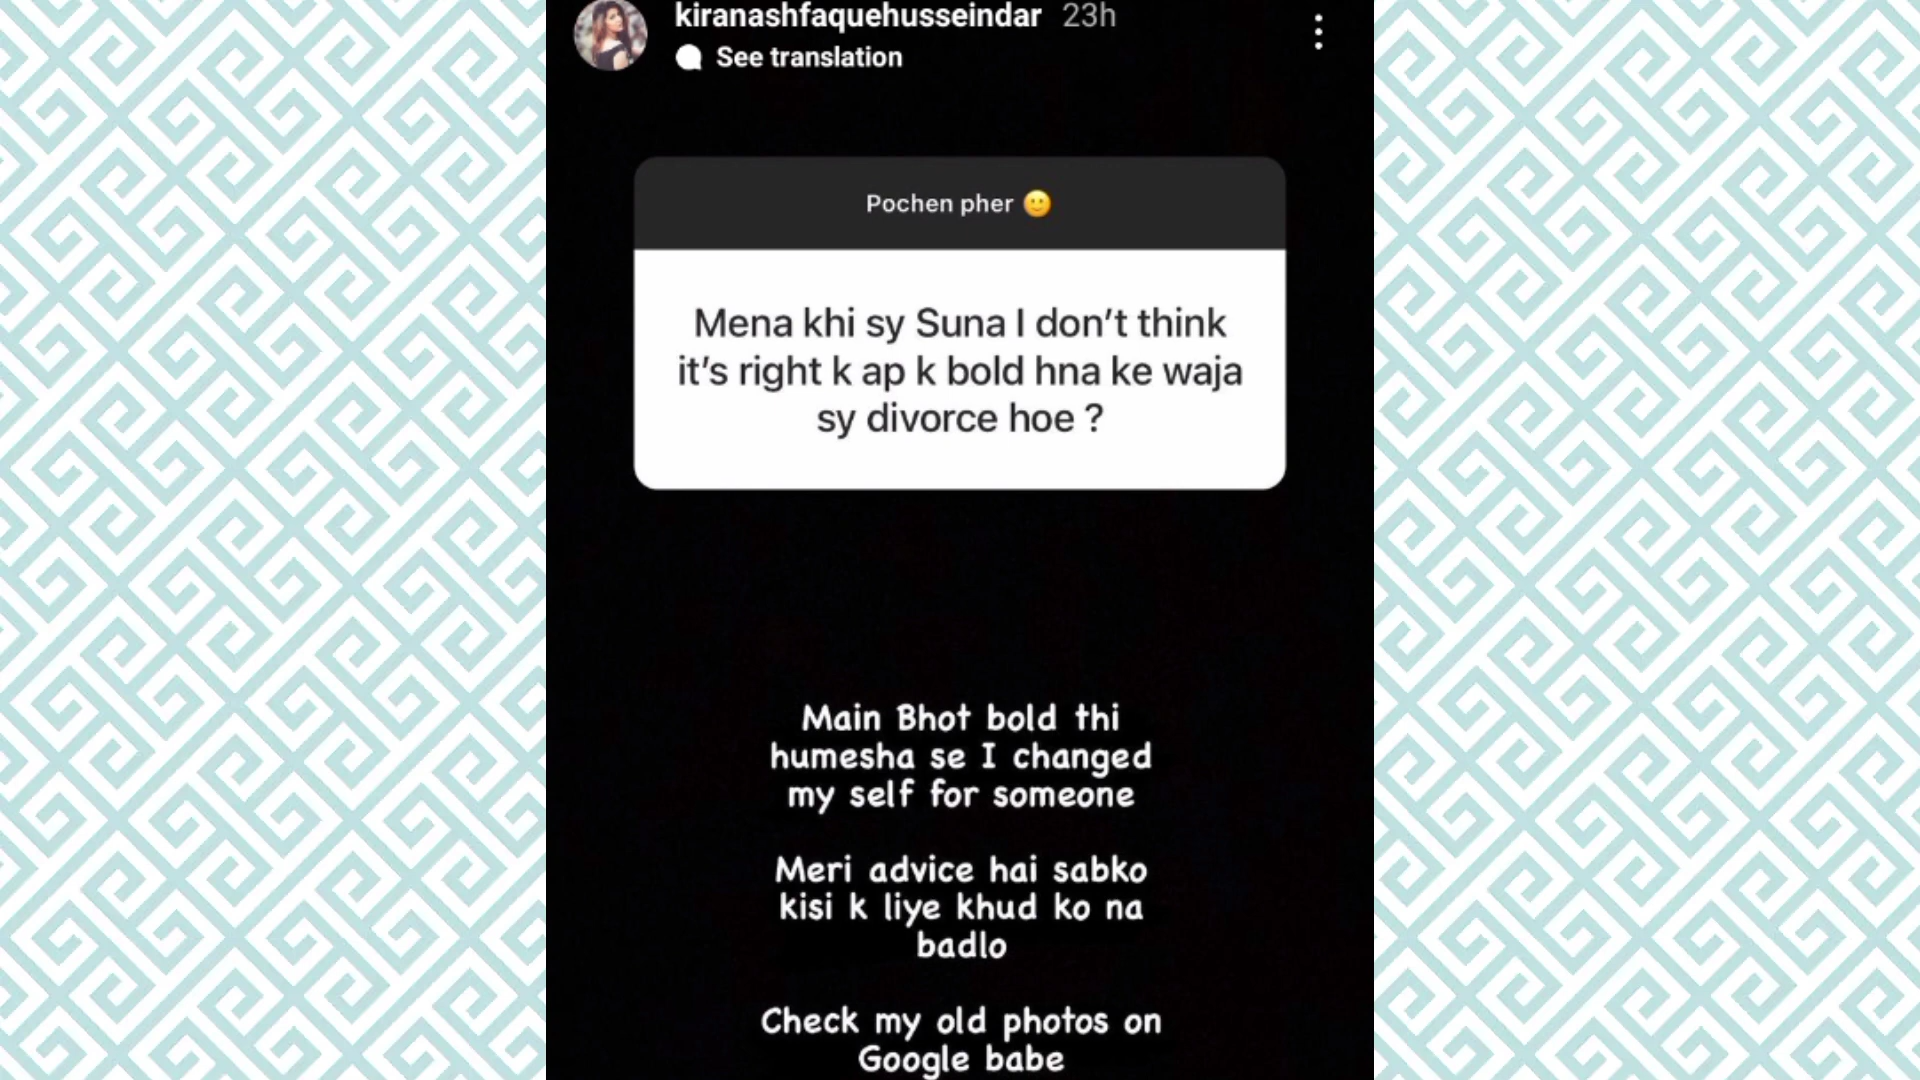 kiranashfaquehusseindar 23h
See translation
Pochen pher 🙂
Mena khi sy Suna I don't think
it's right k ap k bold hna ke waja
sy divorce hoe ?
Main Bhot bold thi
humesha se I changed
my self for someone
Meri advice hai sabko
kisi k liye khud ko na
badlo
Check my old photos on
Google babe